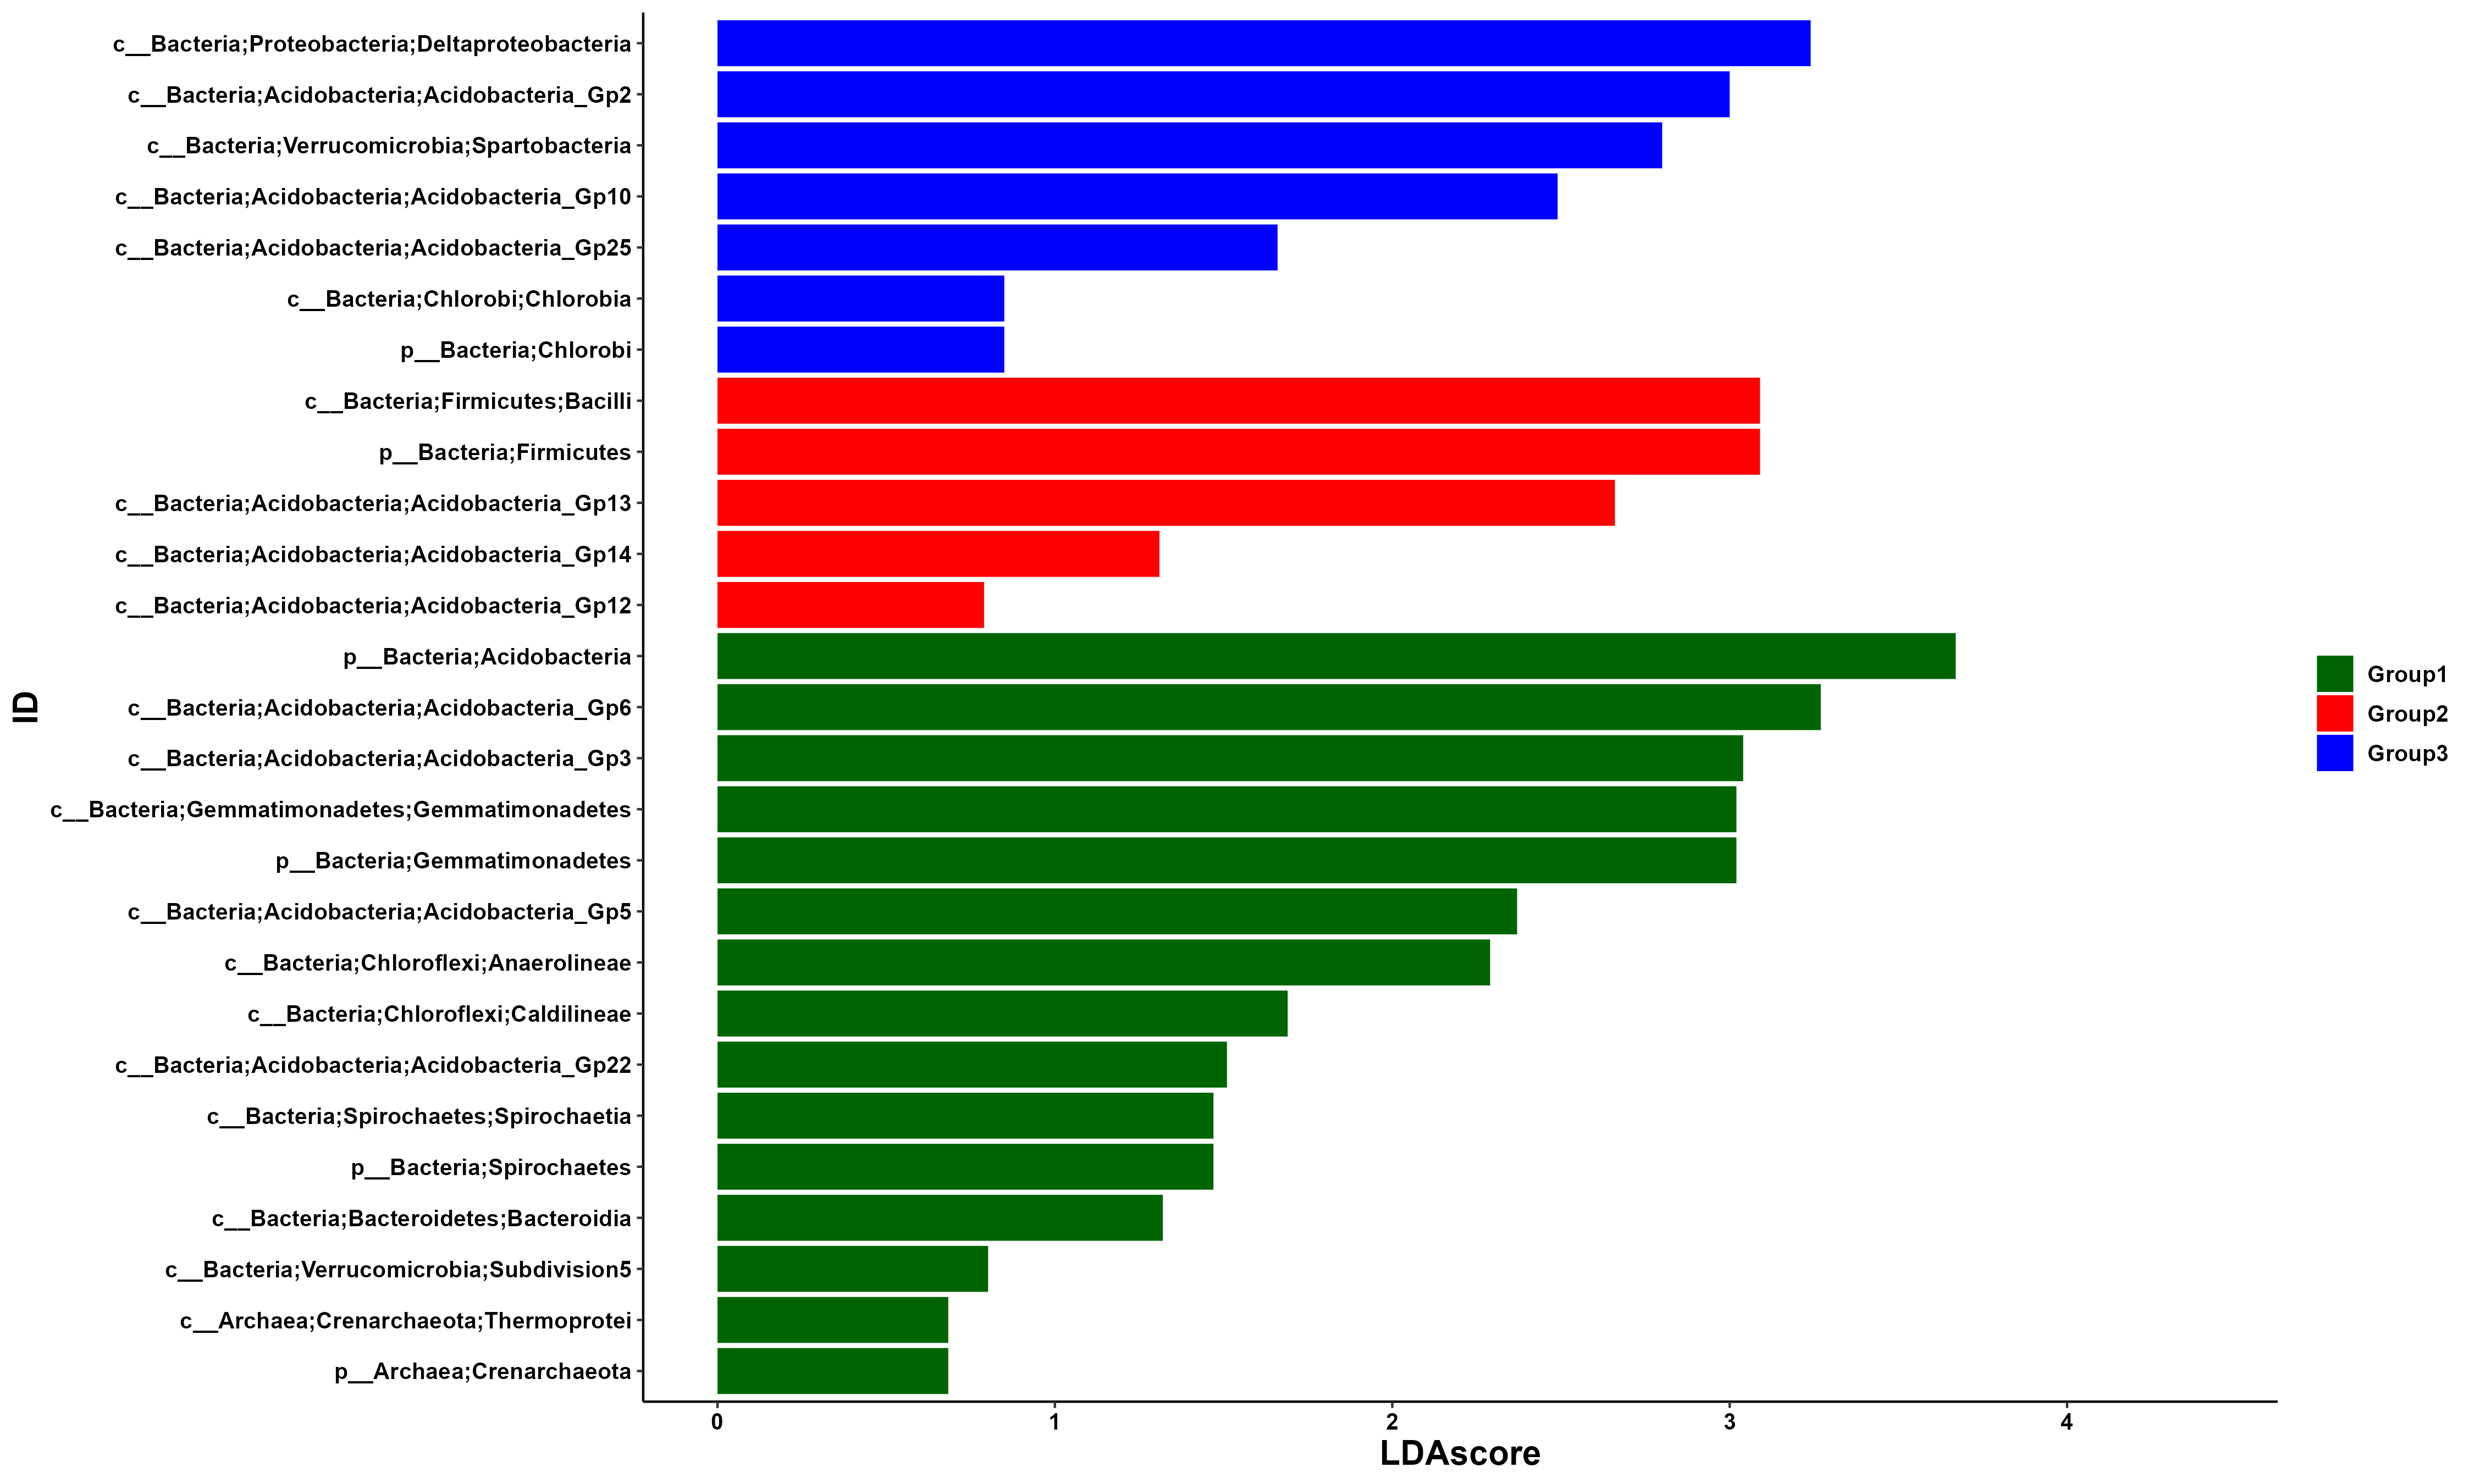 c__Bacteria;Proteobacteria;Deltaproteobacteria
c__Bacteria;Acidobacteria;Acidobacteria_Gp2
c__Bacteria;Verrucomicrobia;Spartobacteria
c__Bacteria;Acidobacteria;Acidobacteria_Gp10
c__Bacteria;Acidobacteria;Acidobacteria_Gp25
c__Bacteria;Chlorobi;Chlorobia
p__Bacteria;Chlorobi
c__Bacteria;Firmicutes;Bacilli
p__Bacteria;Firmicutes
c__Bacteria;Acidobacteria;Acidobacteria_Gp13
c__Bacteria;Acidobacteria;Acidobacteria_Gp14
c__Bacteria;Acidobacteria;Acidobacteria_Gp12
p__Bacteria;Acidobacteria
c__Bacteria;Acidobacteria;Acidobacteria_Gp6
c__Bacteria;Acidobacteria;Acidobacteria_Gp3
c__Bacteria;Gemmatimonadetes;Gemmatimonadetes
p__Bacteria;Gemmatimonadetes
c__Bacteria;Acidobacteria;Acidobacteria_Gp5
c__Bacteria;Chloroflexi;Anaerolineae
c__Bacteria;Chloroflexi;Caldilineae
c__Bacteria;Acidobacteria;Acidobacteria_Gp22
c__Bacteria;Spirochaetes;Spirochaetia
p__Bacteria;Spirochaetes
c__Bacteria;Bacteroidetes;Bacteroidia
c__Bacteria;Verrucomicrobia;Subdivision5
c__Archaea;Crenarchaeota;Thermoprotei
p__Archaea;Crenarchaeota
ID
0 1 2 3 4
LDAscore
Group1
Group2
Group3